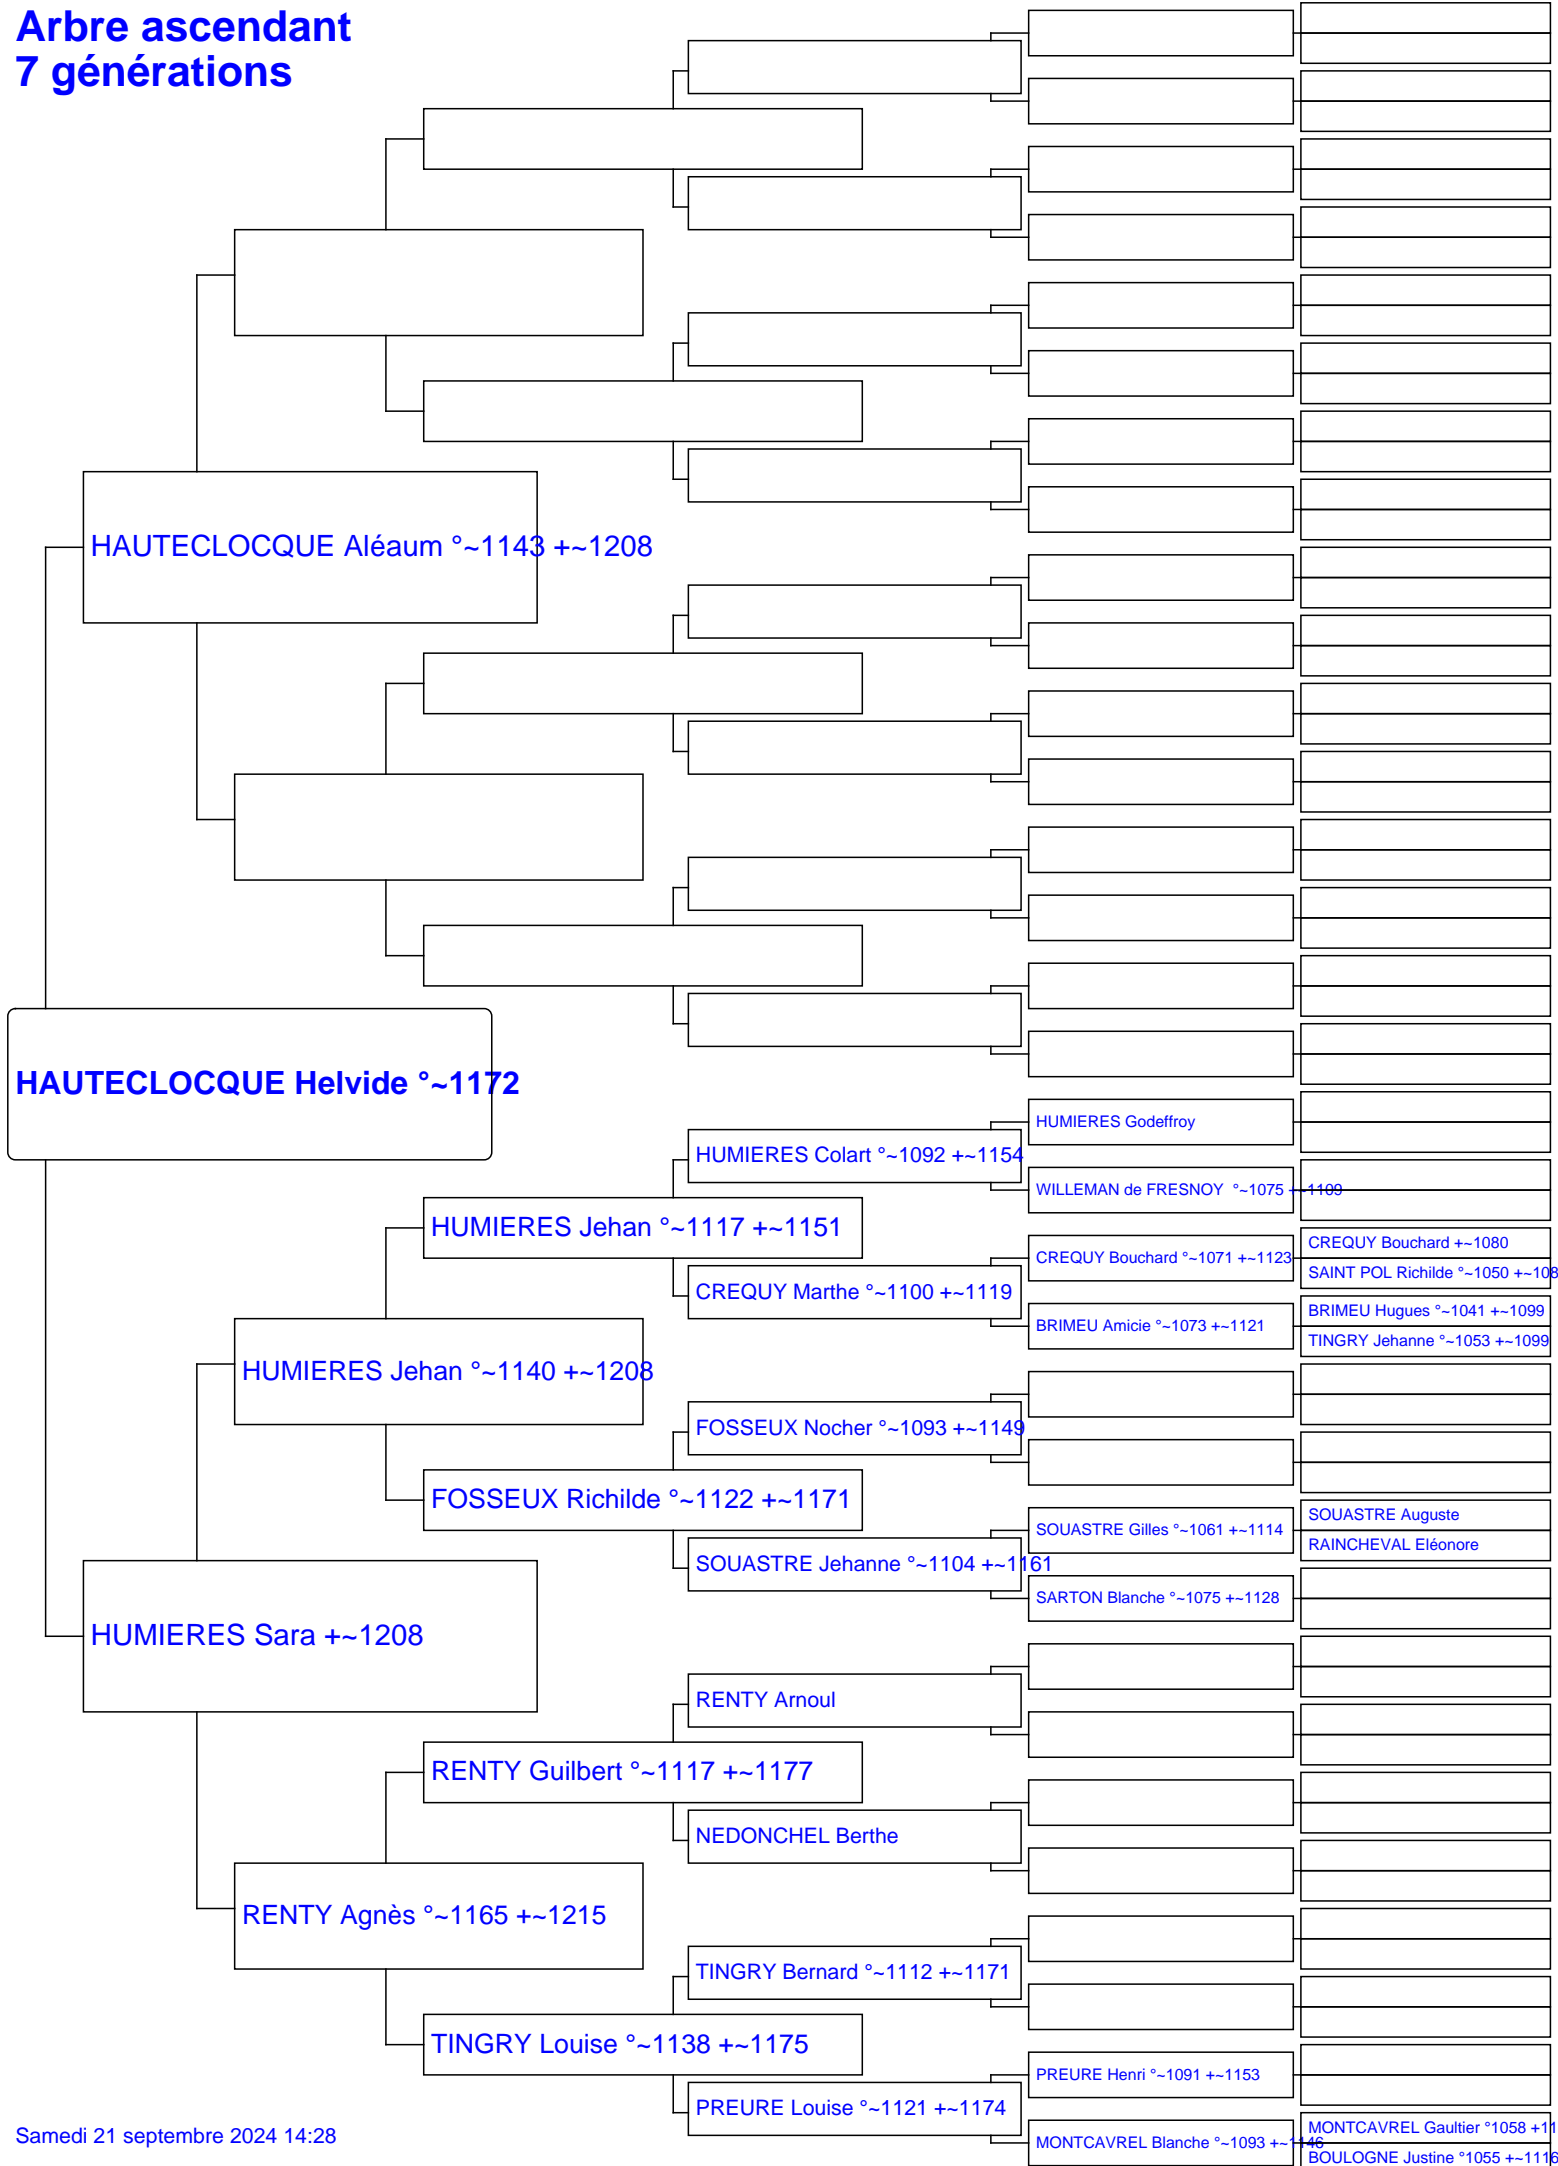 Arbre ascendant
7 générations
HAUTECLOCQUE Aléaum °~1143 +~1208
HAUTECLOCQUE Helvide °~1172
HUMIERES Godeffroy
HUMIERES Colart °~1092 +~1154
WILLEMAN de FRESNOY °~1075 +~1109
HUMIERES Jehan °~1117 +~1151
CREQUY Bouchard +~1080
CREQUY Bouchard °~1071 +~1123
SAINT POL Richilde °~1050 +~108
CREQUY Marthe °~1100 +~1119
BRIMEU Hugues °~1041 +~1099
BRIMEU Amicie °~1073 +~1121
TINGRY Jehanne °~1053 +~1099
HUMIERES Jehan °~1140 +~1208
FOSSEUX Nocher °~1093 +~1149
FOSSEUX Richilde °~1122 +~1171
SOUASTRE Auguste
SOUASTRE Gilles °~1061 +~1114
RAINCHEVAL Eléonore
SOUASTRE Jehanne °~1104 +~1161
SARTON Blanche °~1075 +~1128
HUMIERES Sara +~1208
RENTY Arnoul
RENTY Guilbert °~1117 +~1177
NEDONCHEL Berthe
RENTY Agnès °~1165 +~1215
TINGRY Bernard °~1112 +~1171
TINGRY Louise °~1138 +~1175
PREURE Henri °~1091 +~1153
PREURE Louise °~1121 +~1174
MONTCAVREL Gaultier °1058 +11
MONTCAVREL Blanche °~1093 +~1146
BOULOGNE Justine °1055 +~1116
Samedi 21 septembre 2024 14:28